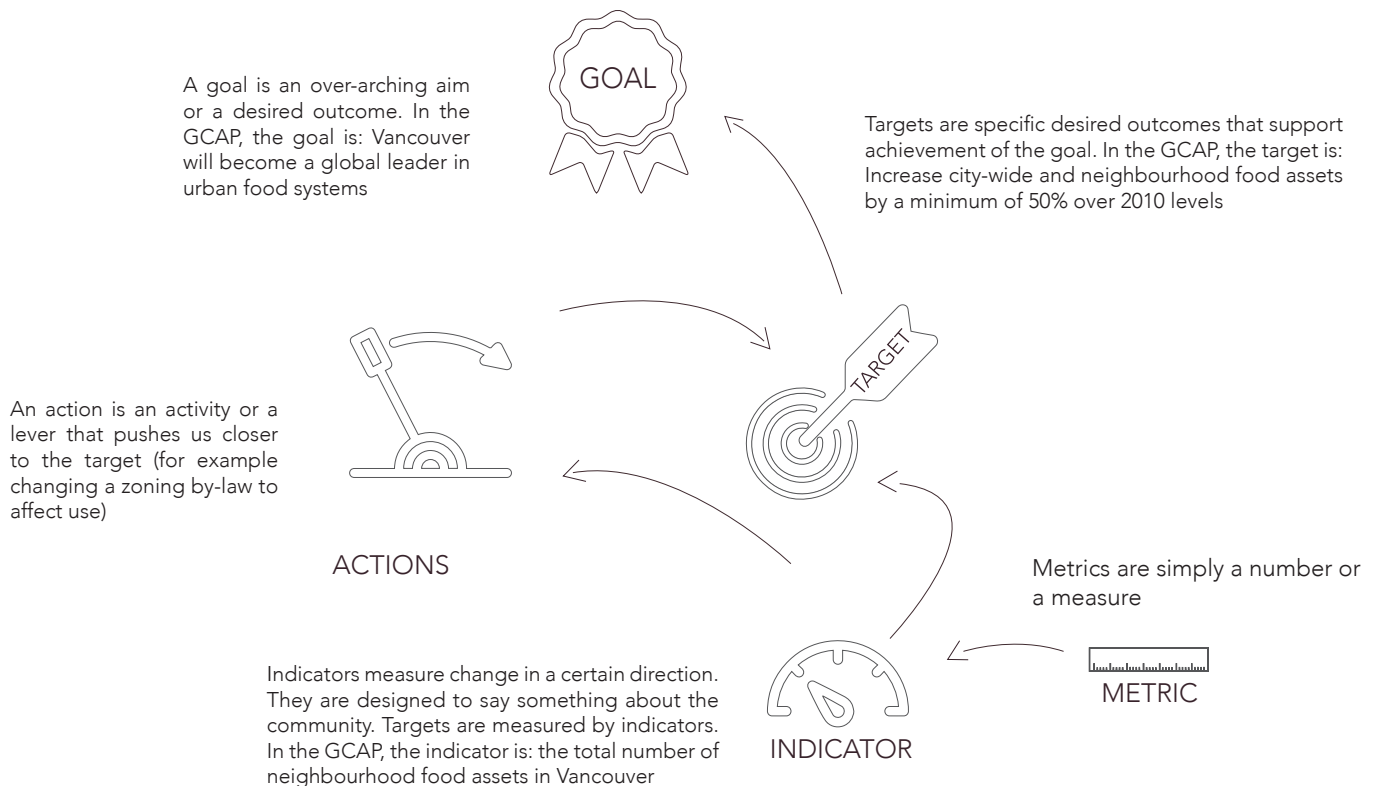 GOAL
A goal is an over-arching aim
or a desired outcome. In the
GCAP, the goal is: Vancouver
will become a global leader in
urban food systems
Targets are specific desired outcomes that support
achievement of the goal. In the GCAP, the target is:
Increase city-wide and neighbourhood food assets
by a minimum of 50% over 2010 levels
TARGET
An action is an activity or a
lever that pushes us closer
to the target (for example
changing a zoning by-law to
affect use)
ACTIONS
Metrics are simply a number or
a measure
METRIC
Indicators measure change in a certain direction.
They are designed to say something about the
community. Targets are measured by indicators.
In the GCAP, the indicator is: the total number of
neighbourhood food assets in Vancouver
INDICATOR